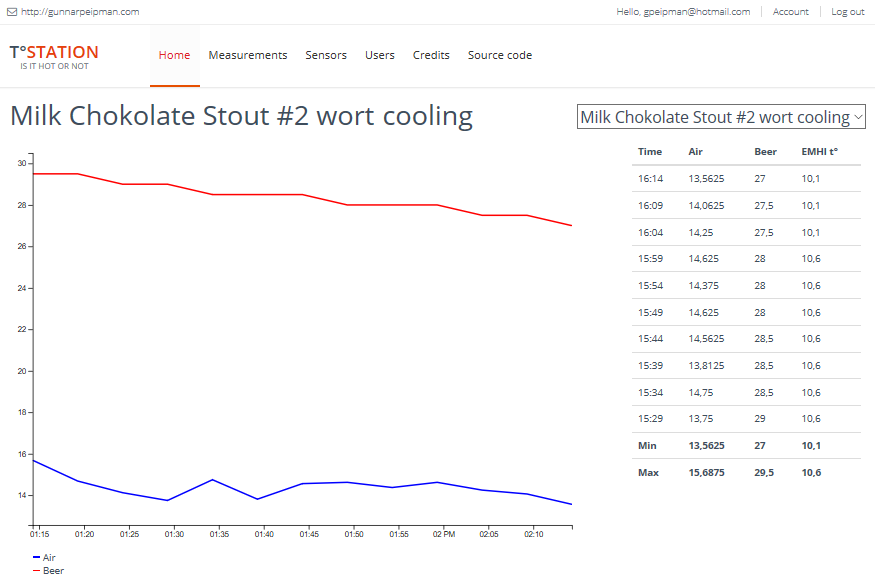 http://gunnarpeipman.com
Hello, gpeipman@hotmail.com Account Log out
T°STATION
IS IT HOT OR NOT
Home Measurements Sensors Users Credits Source code
Milk Chokolate Stout #2 wort cooling
Milk Chokolate Stout #2 wort cooling
30
28
26
24
22
20
18
16
14
01:15 01:20 01:25 01:30 01:35 01:40 01:45 01:50 01:55 02 PM 02:05 02:10
Air
Beer
Time Air Beer EMHI t°
16:14 13,5625 27 10,1
16:09 14,0625 27,5 10,1
16:04 14,25 27,5 10,1
15:59 14,625 28 10,6
15:54 14,375 28 10,6
15:49 14,625 28 10,6
15:44 14,5625 28,5 10,6
15:39 13,8125 28,5 10,6
15:34 14,75 28,5 10,6
15:29 13,75 29 10,6
Min 13,5625 27 10,1
Max 15,6875 29,5 10,6